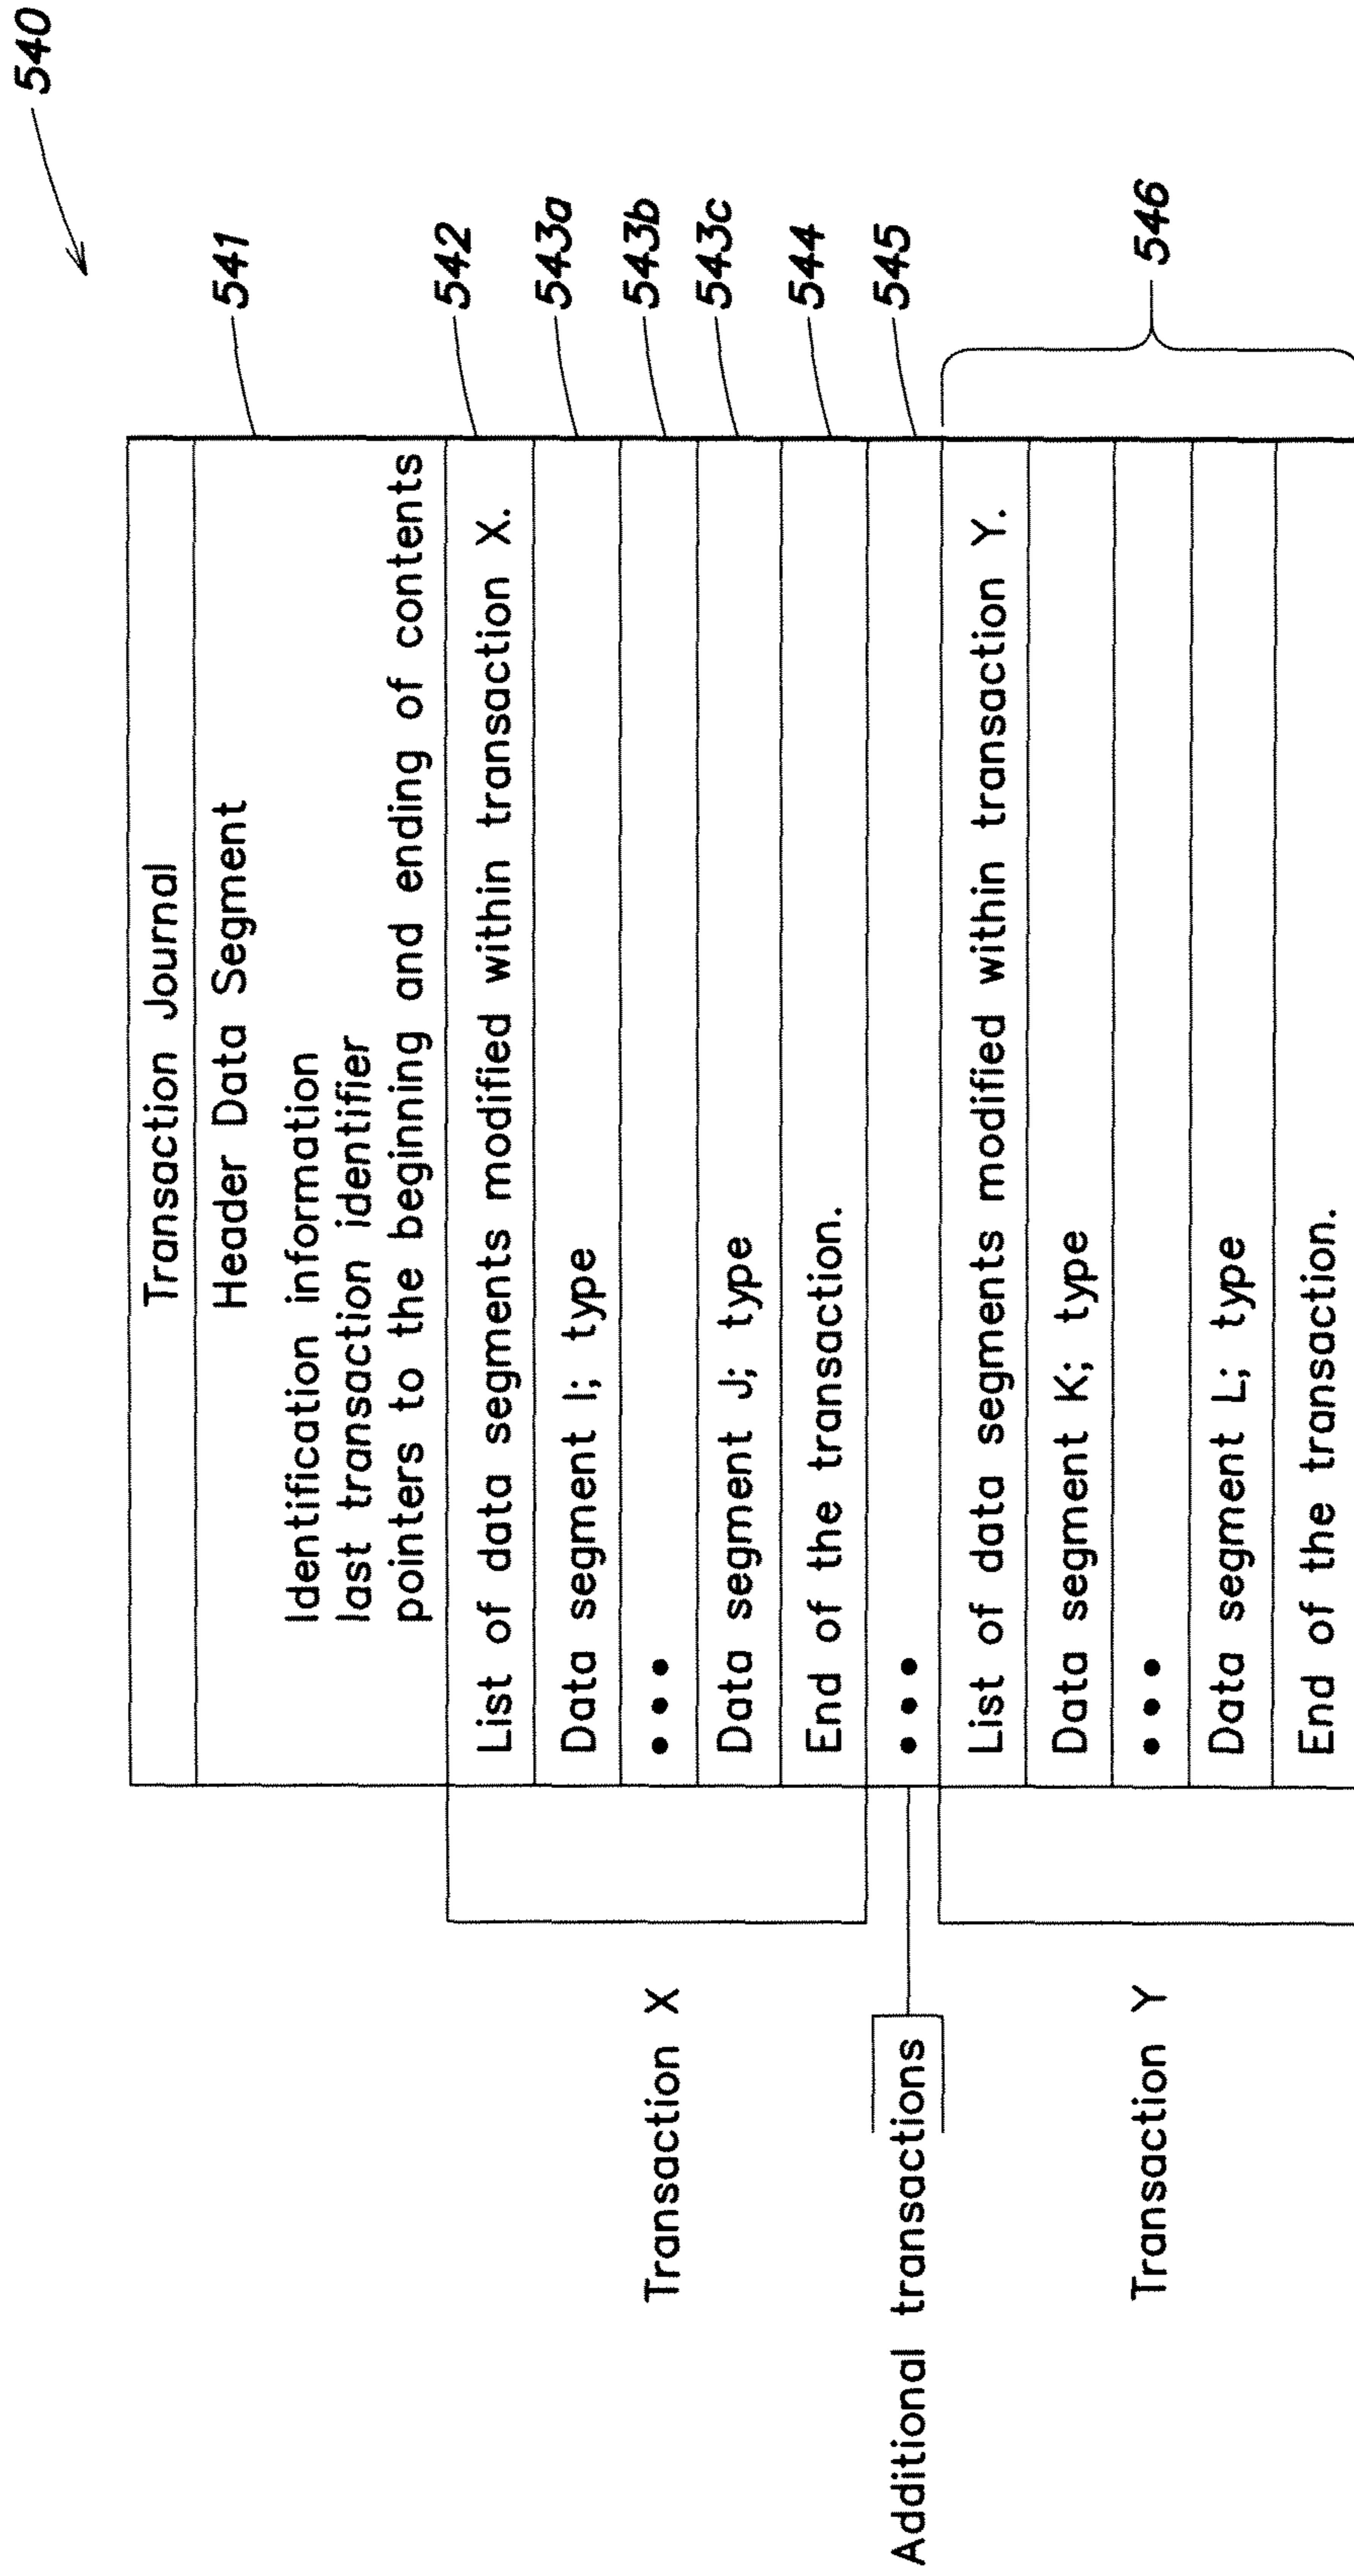 540
Transaction Journal
Header Data Segment
541
Identification information
last transaction identifier
pointers to the beginning and ending of contents
List of data segments modified within transaction X.
542
Data segment I; type
543a
•••
543b
Data segment J; type
543c
End of the transaction.
544
•••
545
List of data segments modified within transaction Y.
Data segment K; type
•••
Data segment L; type
End of the transaction.
546
Transaction X
Additional transactions
Transaction Y